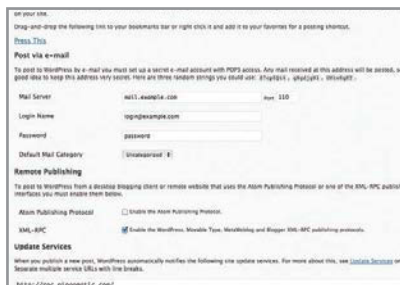 on your site.
Drag-and-drop the following link to your bookmarks bar or right click it and add it to your favorites for a posting shortcut.
Press This
Post via e-mail
To post to WordPress by e-mail you must set up a secret e-mail account with POP3 access. Any mail received at this address will be posted, so
good idea to keep this address very secret. Here are three random strings you could use:
Mail Server
mail.example.com
Port 110
Login Name
login@example.com
Password
password
Default Mail Category
Uncategorized
Remote Publishing
To post to WordPress from a desktop blogging client or remote website that uses the Atom Publishing Protocol or one of the XML-RPC publish
interfaces you must enable them below.
Atom Publishing Protocol
Enable the Atom Publishing Protocol.
XML-RPC
Enable the WordPress, Movable Type, MetaWeblog and Blogger XML-RPC publishing protocols.
Update Services
When you publish a new post, WordPress automatically notifies the following site update services. For more about this, see Update Services on
Separate multiple service URLs with line breaks.
http://rpc.pingomatic.com/